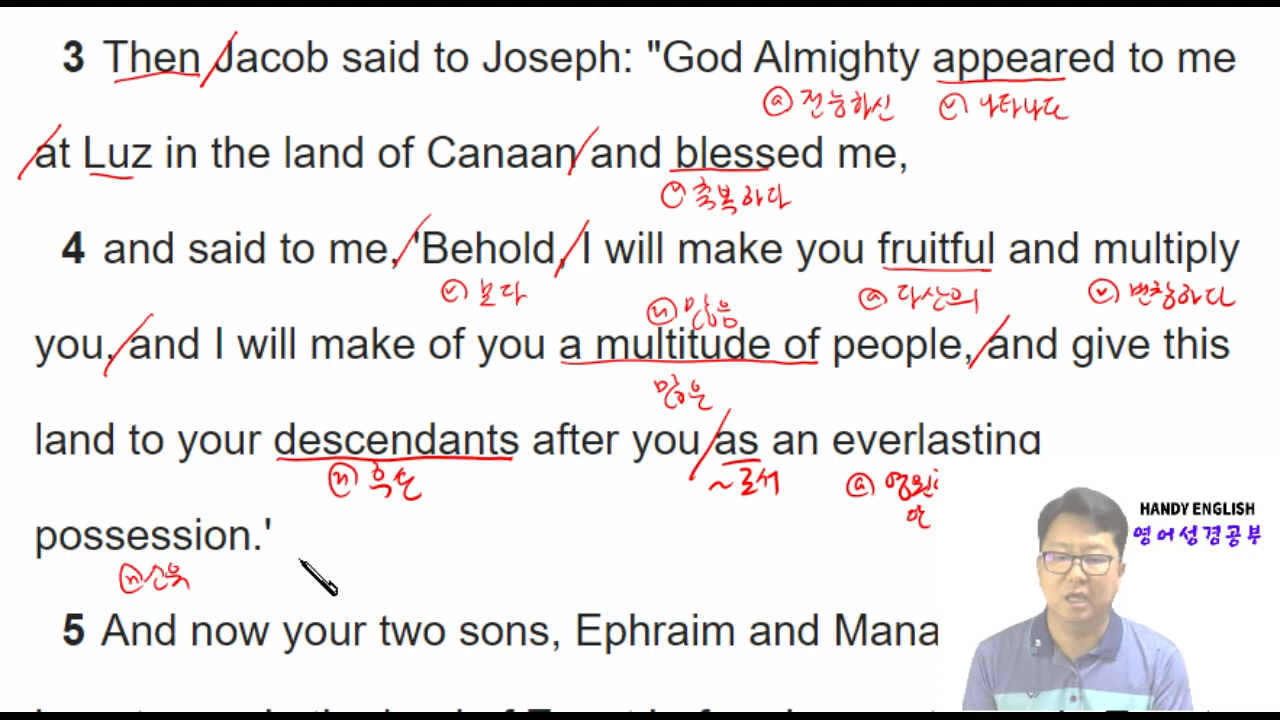 3 Then Jacob said to Joseph: "God Almighty appeared to me
ⓐ 전능하신 ⓥ 나타나다
at Luz in the land of Canaan and blessed me,
ⓥ 축복하다
4 and said to me, 'Behold, I will make you fruitful and multiply
ⓥ 보다 ⓝ 많음 ⓐ 다산의 ⓥ 번창하다
you, and I will make of you a multitude of people, and give this
많은
land to your descendants after you as an everlasting
ⓝ 후손 ~로서 ⓐ 영원
한
possession.'
ⓝ 소유
5 And now your two sons, Ephraim and Mana
HANDY ENGLISH
영어성경공부